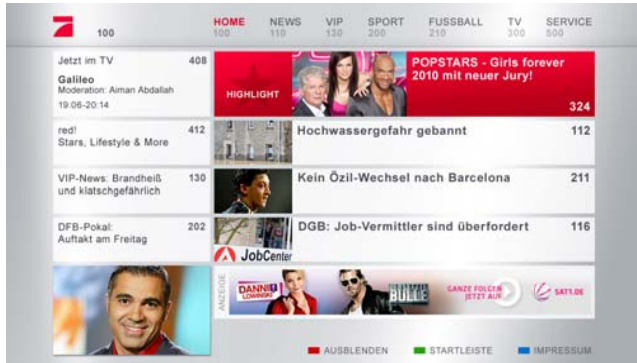 100
HOME NEWS VIP SPORT FUSSBALL TV SERVICE
100 110 130 200 210 300 500
Jetzt im TV 408
Galileo
Moderation: Aiman Abdallah
19.06-20:14
HIGHLIGHT
POPSTARS - Girls forever
2010 mit neuer Jury!
324
red! 412
Stars, Lifestyle & More
Hochwassergefahr gebannt 112
VIP-News: Brandheiß 130
und klatschgefährlich
Kein Özil-Wechsel nach Barcelona 211
DFB-Pokal: 202
Auftakt am Freitag
DGB: Job-Vermittler sind überfordert 116
JobCenter
ANZEIGE
DANNI
LOWINSKI
BULLE
GANZE FOLGEN
JETZT AUF
SAT1.DE
AUSBLENDEN STARTLEISTE IMPRESSUM